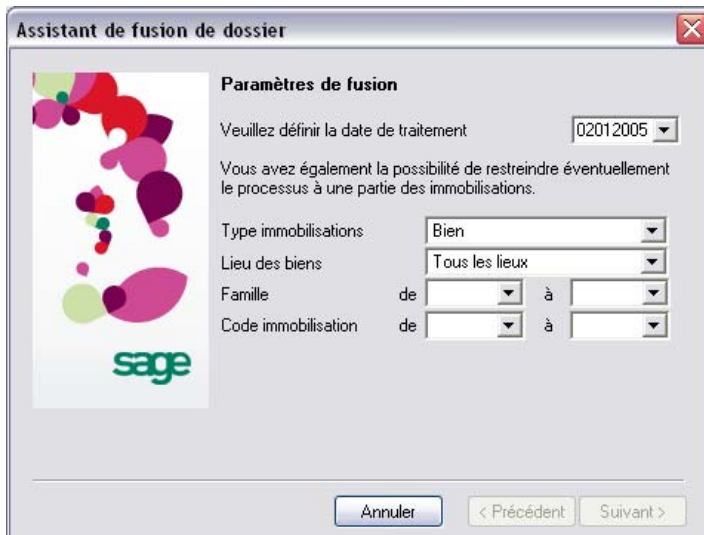 Assistant de fusion de dossier
Paramètres de fusion
Veuillez définir la date de traitement 02012005
Vous avez également la possibilité de restreindre éventuellement
le processus à une partie des immobilisations.
Type immobilisations Bien
Lieu des biens Tous les lieux
Famille de à
Code immobilisation de à
sage
Annuler < Précédent Suivant >